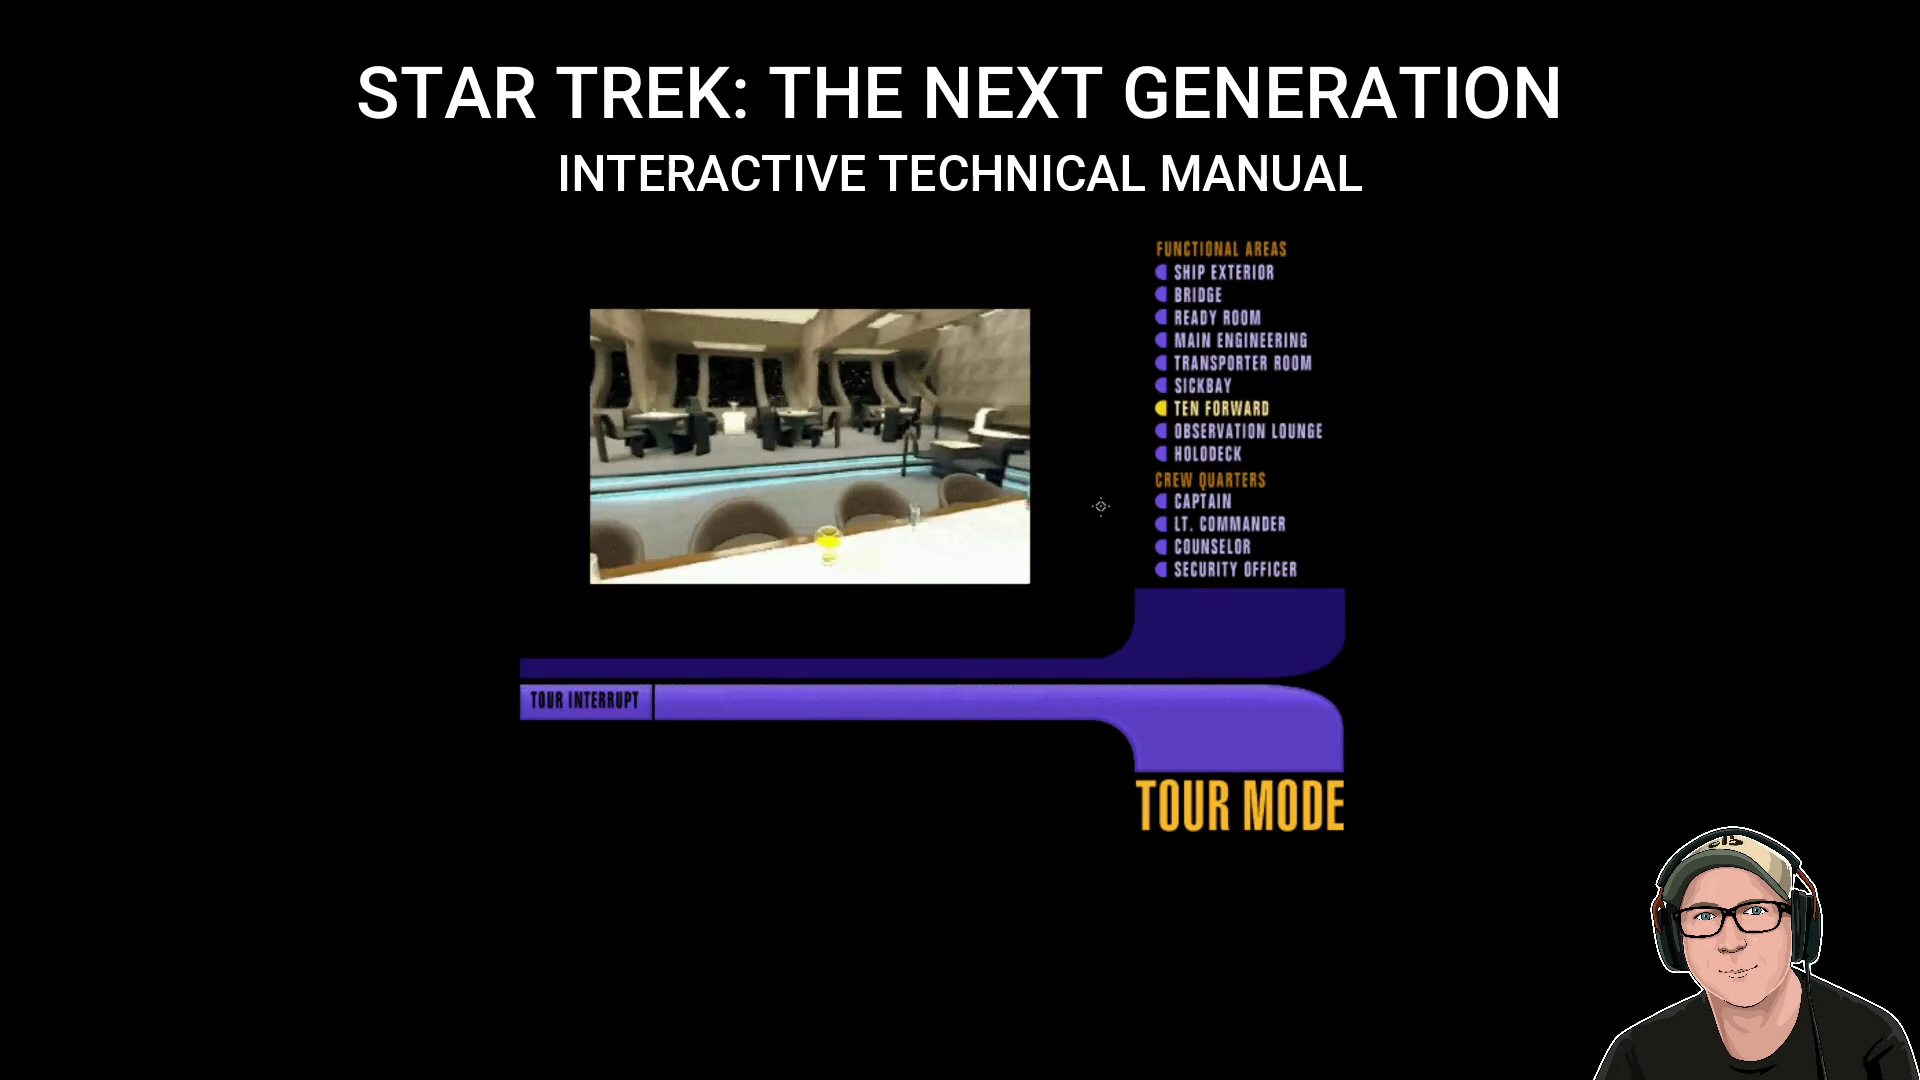 STAR TREK: THE NEXT GENERATION
INTERACTIVE TECHNICAL MANUAL
FUNCTIONAL AREAS
SHIP EXTERIOR
BRIDGE
READY ROOM
MAIN ENGINEERING
TRANSPORTER ROOM
SICKBAY
TEN FORWARD
OBSERVATION LOUNGE
HOLODECK
CREW QUARTERS
CAPTAIN
LT. COMMANDER
COUNSELOR
SECURITY OFFICER
TOUR INTERRUPT
TOUR MODE